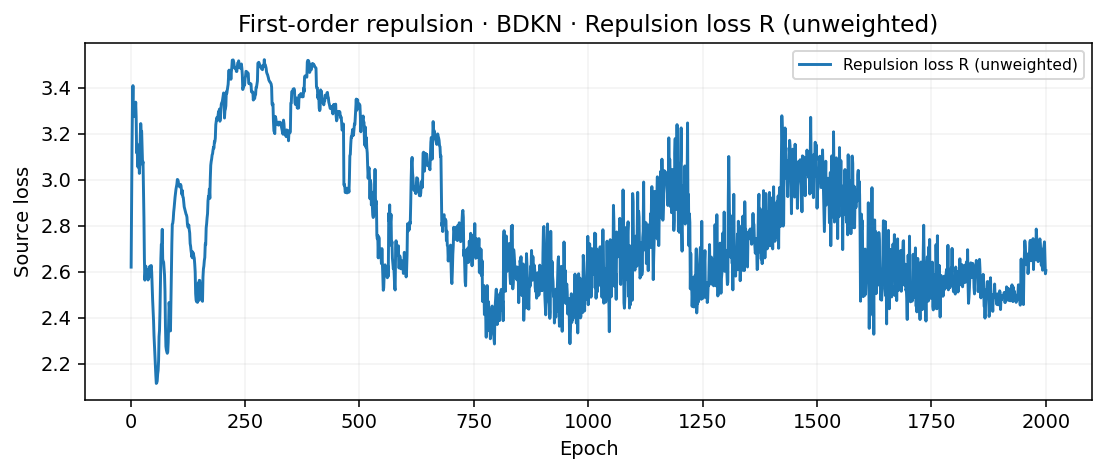 First-order repulsion · BDKN · Repulsion loss R (unweighted)
Repulsion loss R (unweighted)
3.4
3.2
3.0
2.8
2.6
2.4
2.2
Source loss
0 250 500 750 1000 1250 1500 1750 2000
Epoch